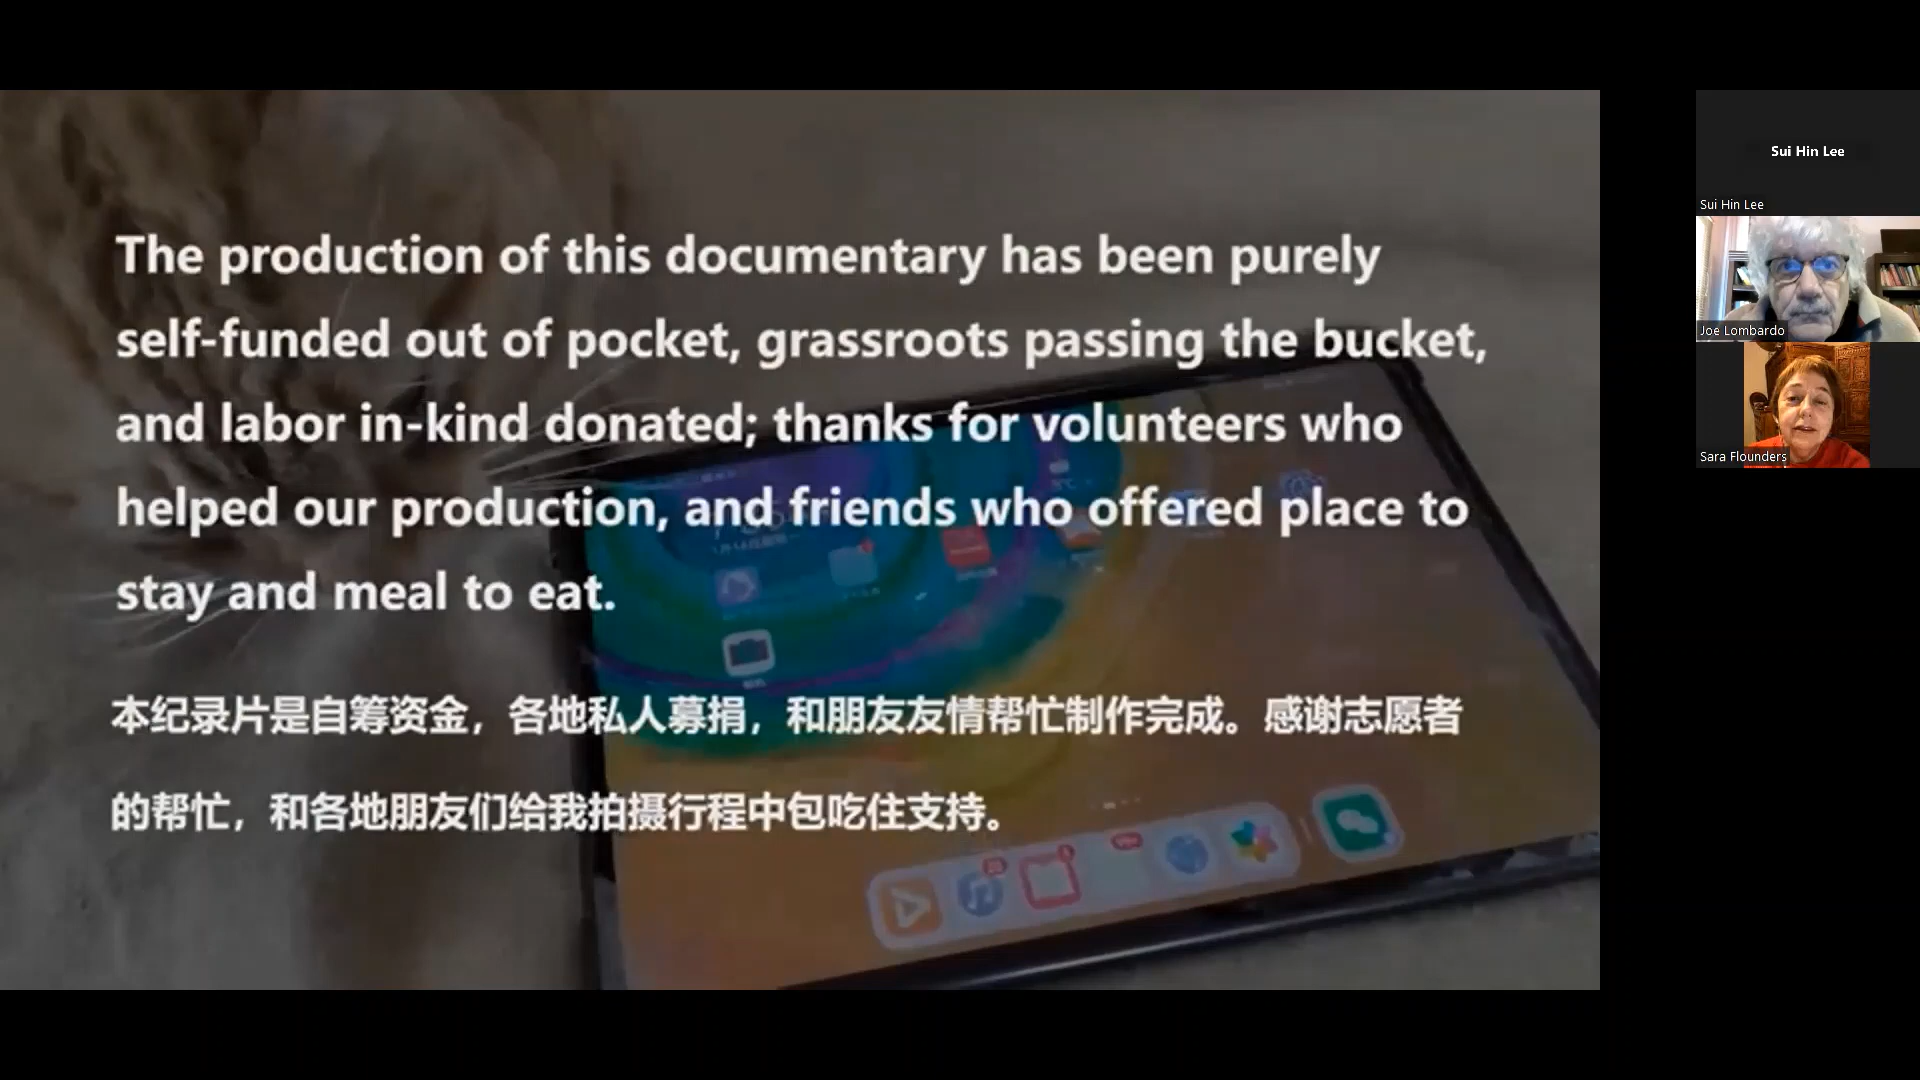 The production of this documentary has been purely
self-funded out of pocket, grassroots passing the bucket,
and labor in-kind donated; thanks for volunteers who
helped our production, and friends who offered place to
stay and meal to eat.
本纪录片是自筹资金，各地私人募捐，和朋友友情帮忙制作完成。感谢志愿者
的帮忙，和各地朋友们给我拍摄行程中包吃住支持。
Sui Hin Lee
Sui Hin Lee
Joe Lombardo
Sara Flounders